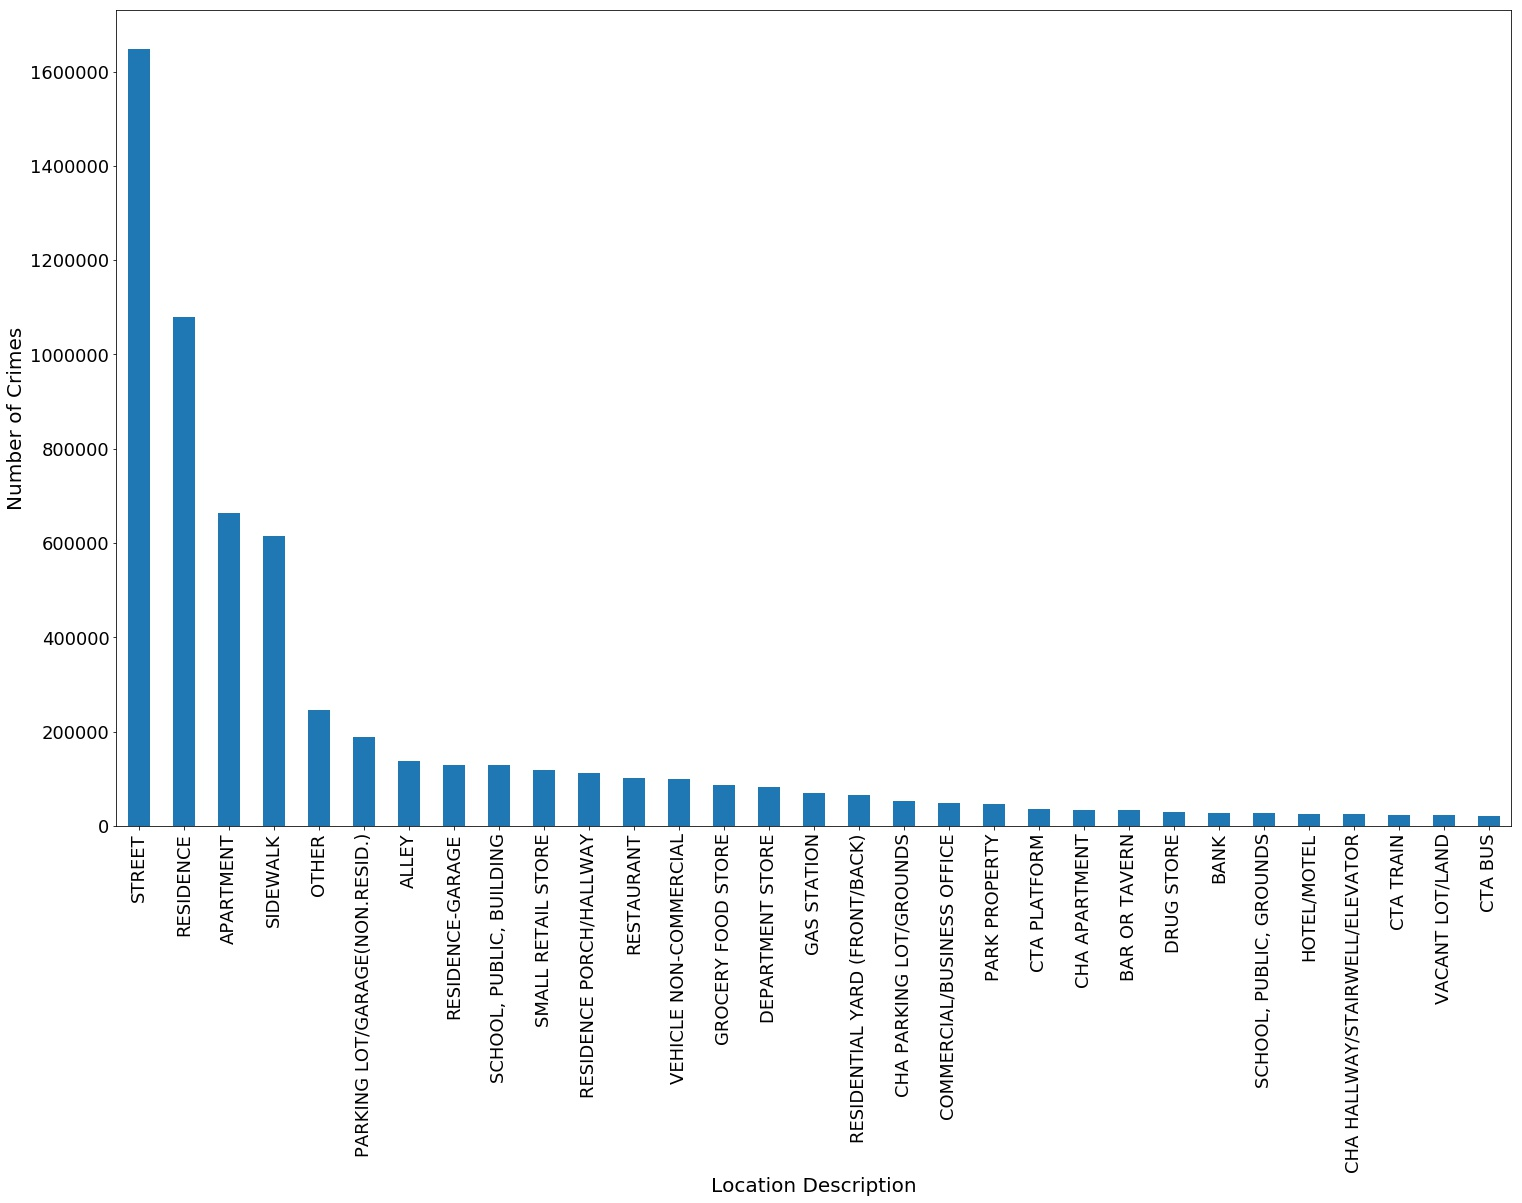 1600000
1400000
1200000
1000000
800000
600000
400000
200000
0
Number of Crimes
STREET
RESIDENCE
APARTMENT
SIDEWALK
OTHER
PARKING LOT/GARAGE(NON.RESID.)
ALLEY
RESIDENCE-GARAGE
SCHOOL, PUBLIC, BUILDING
SMALL RETAIL STORE
RESIDENCE PORCH/HALLWAY
RESTAURANT
VEHICLE NON-COMMERCIAL
GROCERY FOOD STORE
DEPARTMENT STORE
GAS STATION
RESIDENTIAL YARD (FRONT/BACK)
CHA PARKING LOT/GROUNDS
COMMERCIAL/BUSINESS OFFICE
PARK PROPERTY
CTA PLATFORM
CHA APARTMENT
BAR OR TAVERN
DRUG STORE
BANK
SCHOOL, PUBLIC, GROUNDS
HOTEL/MOTEL
CHA HALLWAY/STAIRWELL/ELEVATOR
CTA TRAIN
VACANT LOT/LAND
CTA BUS
Location Description